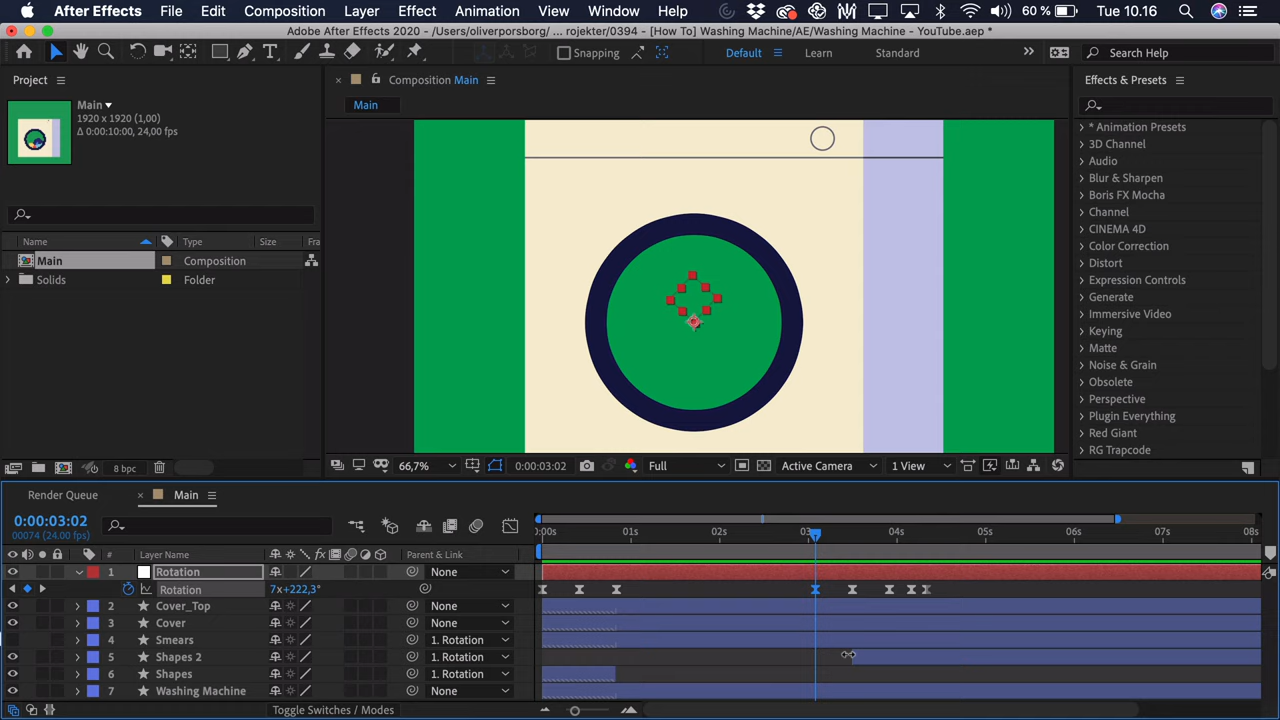 After Effects File Edit Composition Layer Effect Animation View Window Help 60 % Tue 10.16
Adobe After Effects 2020 - /Users/oliverporsborg/ ... rojekter/0394 - [How To] Washing Machine/AE/Washing Machine - YouTube.aep *
Snapping Default Learn Standard » Search Help
Project
Composition Main
Effects & Presets
Main
1920 x 1920 (1,00)
Δ 0:00:10:00, 24,00 fps
Main
* Animation Presets
3D Channel
Audio
Blur & Sharpen
Boris FX Mocha
Channel
CINEMA 4D
Color Correction
Distort
Expression Controls
Generate
Immersive Video
Keying
Matte
Noise & Grain
Obsolete
Perspective
Plugin Everything
Red Giant
RG Trapcode
Name Type Size Fra
Main Composition
Solids Folder
8 bpc
66,7% 0:00:03:02 Full Active Camera 1 View
Render Queue Main
0:00:03:02
00074 (24.00 fps)
:00s 01s 02s 03s 04s 05s 06s 07s
# Layer Name Parent & Link
1 Rotation None
Rotation 7x+222,3°
2 Cover_Top None
3 Cover None
4 Smears 1. Rotation
5 Shapes 2 1. Rotation
6 Shapes 1. Rotation
7 Washing Machine None
Toggle Switches / Modes